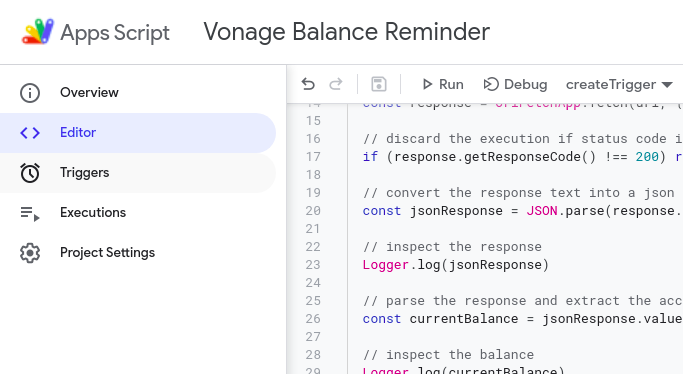 Apps Script
Vonage Balance Reminder
Overview
Editor
Triggers
Executions
Project Settings
Run
Debug
createTrigger
14 const response = UrlFetchApp.fetch(url, {
15
16 // discard the execution if status code i
17 if (response.getResponseCode() !== 200) r
18
19 // convert the response text into a json
20 const jsonResponse = JSON.parse(response.
21
22 // inspect the response
23 Logger.log(jsonResponse)
24
25 // parse the response and extract the acc
26 const currentBalance = jsonResponse.value
27
28 // inspect the balance
29 Logger.log(currentBalance)